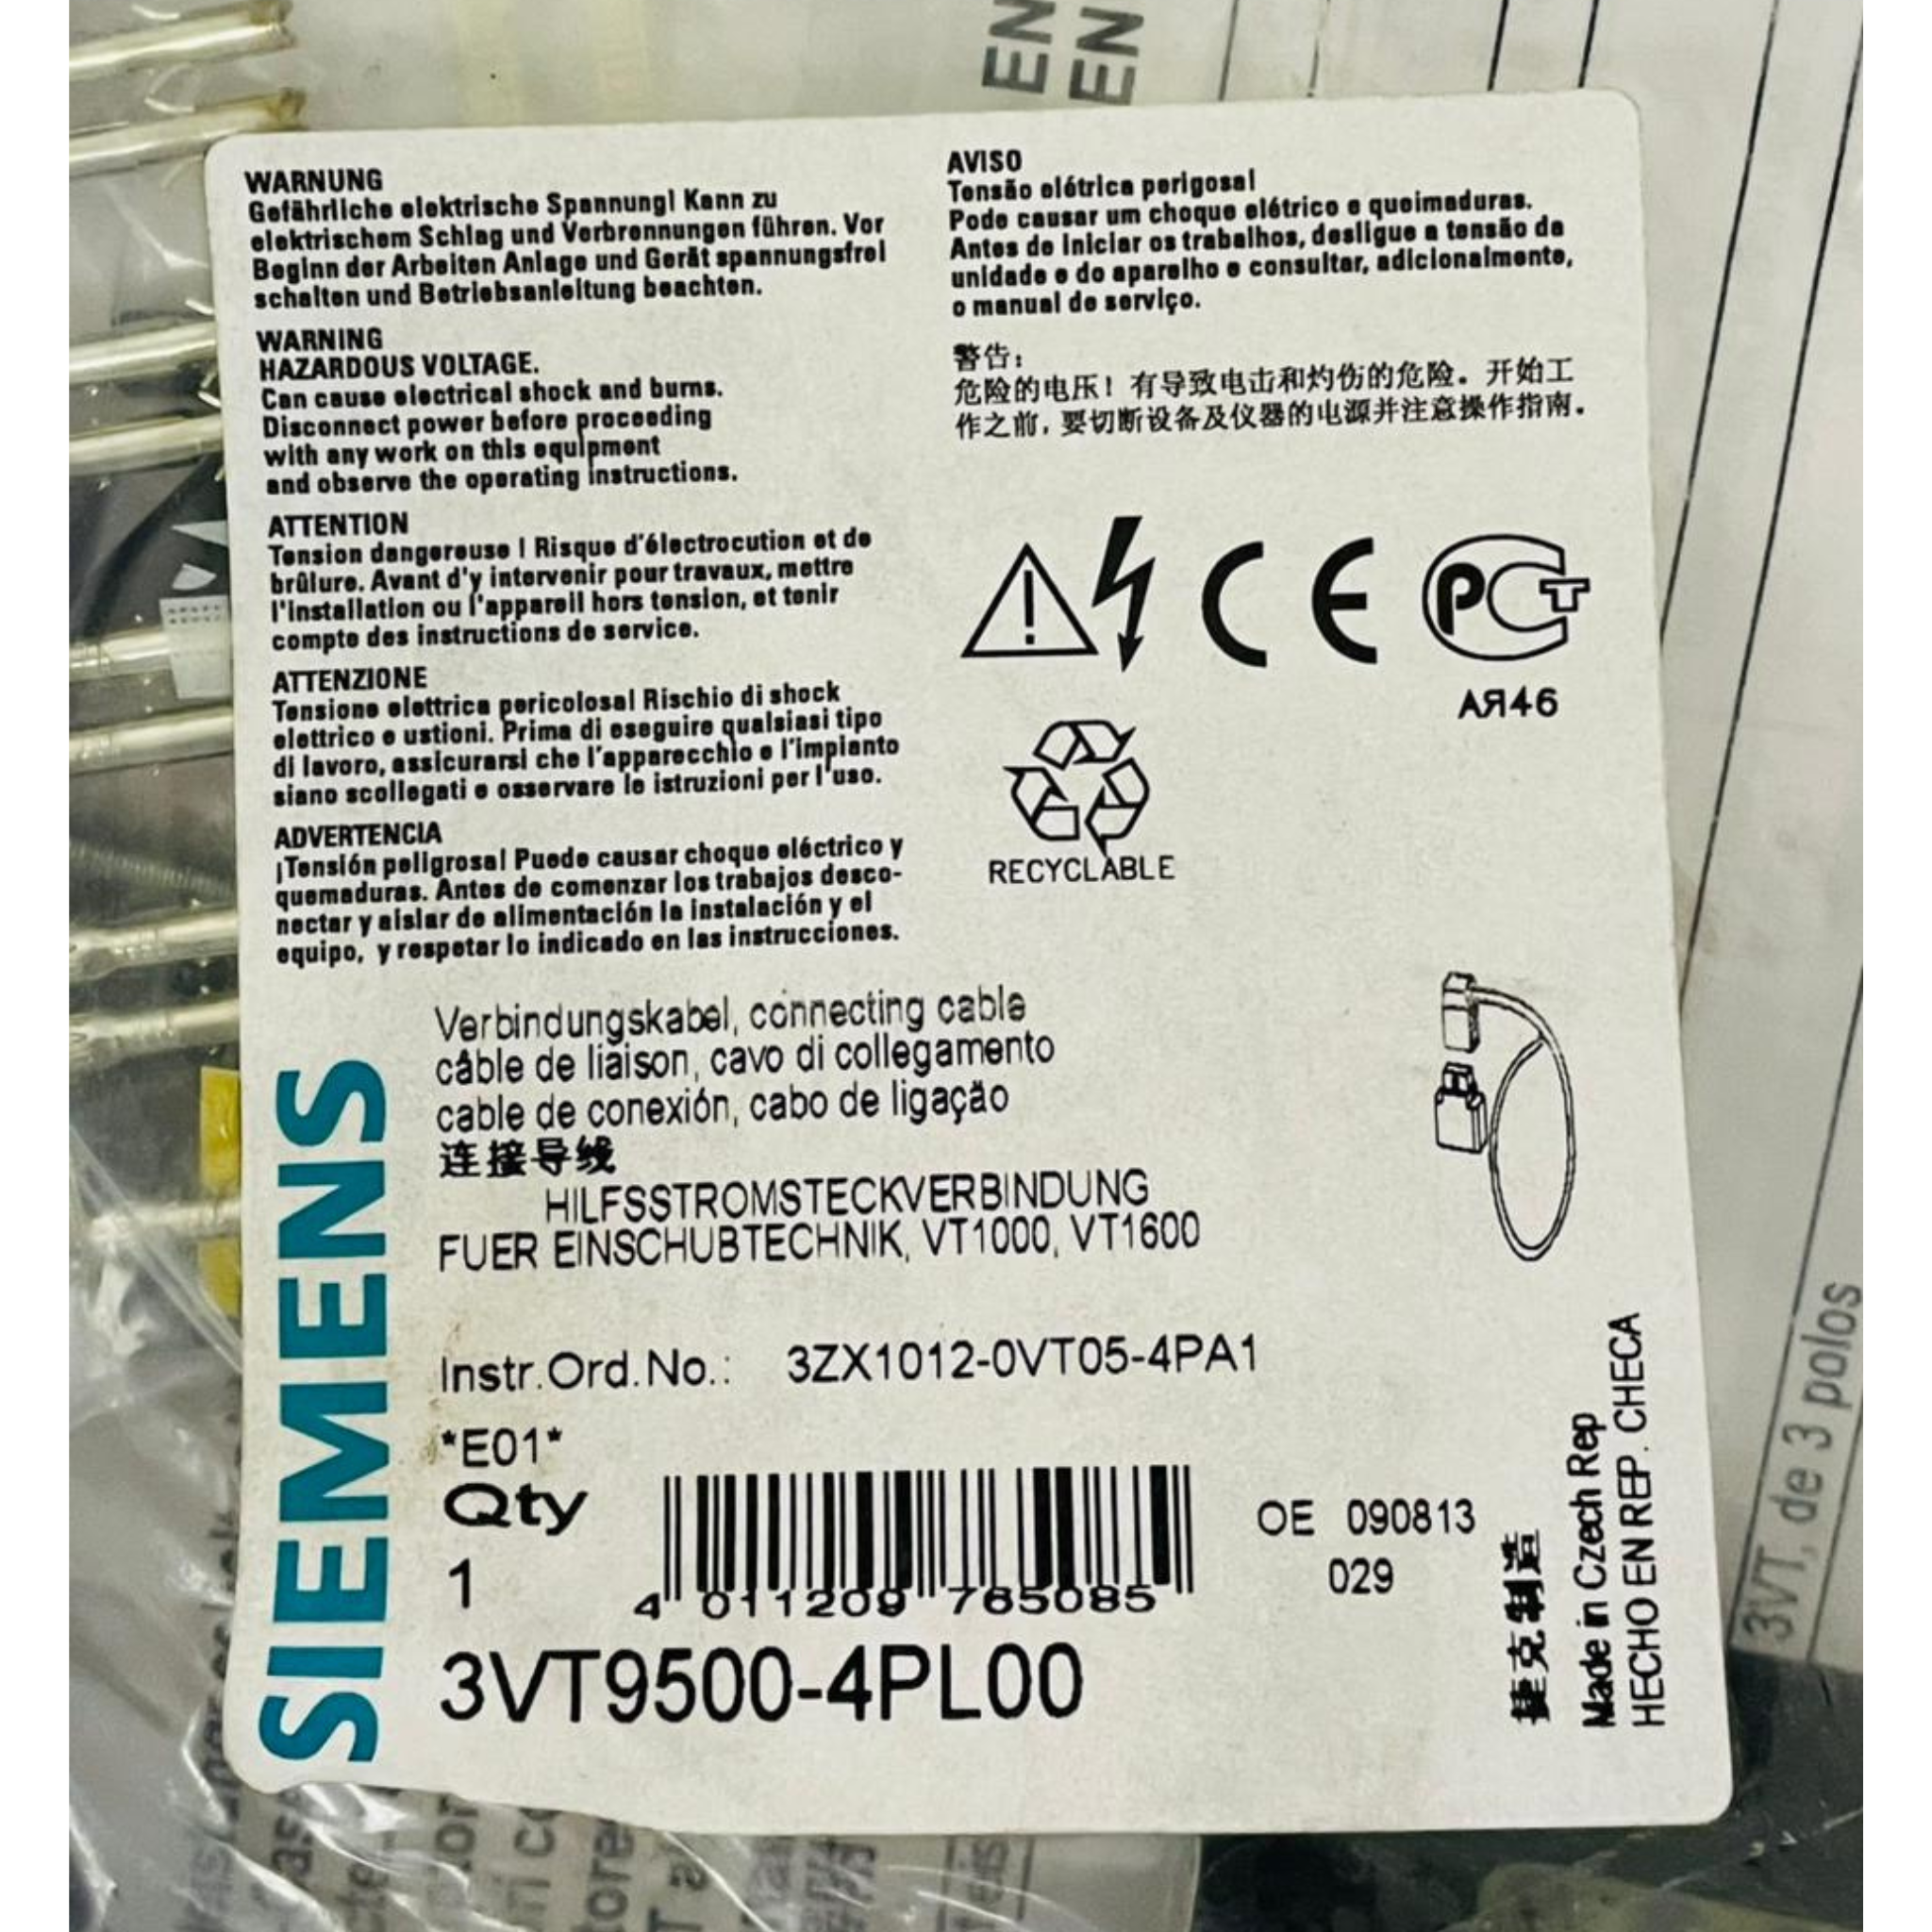 EN
EN
WARNUNG
Gefährliche elektrische Spannung! Kann zu
elektrischem Schlag und Verbrennungen führen. Vor
Beginn der Arbeiten Anlage und Gerät spannungsfrei
schalten und Betriebsanleitung beachten.
WARNING
HAZARDOUS VOLTAGE.
Can cause electrical shock and burns.
Disconnect power before proceeding
with any work on this equipment
and observe the operating instructions.
ATTENTION
Tension dangereuse ! Risque d'électrocution et de
brûlure. Avant d'y intervenir pour travaux, mettre
l'installation ou l'appareil hors tension, et tenir
compte des instructions de service.
ATTENZIONE
Tensione elettrica pericolosa! Rischio di shock
elettrico e ustioni. Prima di eseguire qualsiasi tipo
di lavoro, assicurarsi che l'apparecchio e l'impianto
siano scollegati e osservare le istruzioni per l'uso.
ADVERTENCIA
¡Tensión peligrosa! Puede causar choque eléctrico y
quemaduras. Antes de comenzar los trabajos desco-
nectar y aislar de alimentación la instalación y el
equipo, y respetar lo indicado en las instrucciones.
AVISO
Tensão elétrica perigosa!
Pode causar um choque elétrico e queimaduras.
Antes de iniciar os trabalhos, desligue a tensão da
unidade e do aparelho e consultar, adicionalmente,
o manual de serviço.
警告:
危险的电压! 有导致电击和灼伤的危险。开始工
作之前, 要切断设备及仪器的电源并注意操作指南.
CE
PCT
АЯ46
RECYCLABLE
SIEMENS
Verbindungskabel, connecting cable
câble de liaison, cavo di collegamento
cable de conexión, cabo de ligação
连接导线
HILFSSTROMSTECKVERBINDUNG
FUER EINSCHUBTECHNIK, VT1000, VT1600
Instr.Ord.No.: 3ZX1012-0VT05-4PA1
*E01*
Qty
1
4 011209 765085
OE 090813
029
3VT9500-4PL00
捷克制造
Made in Czech Rep
HECHO EN REP. CHECA
3VT, de 3 polos